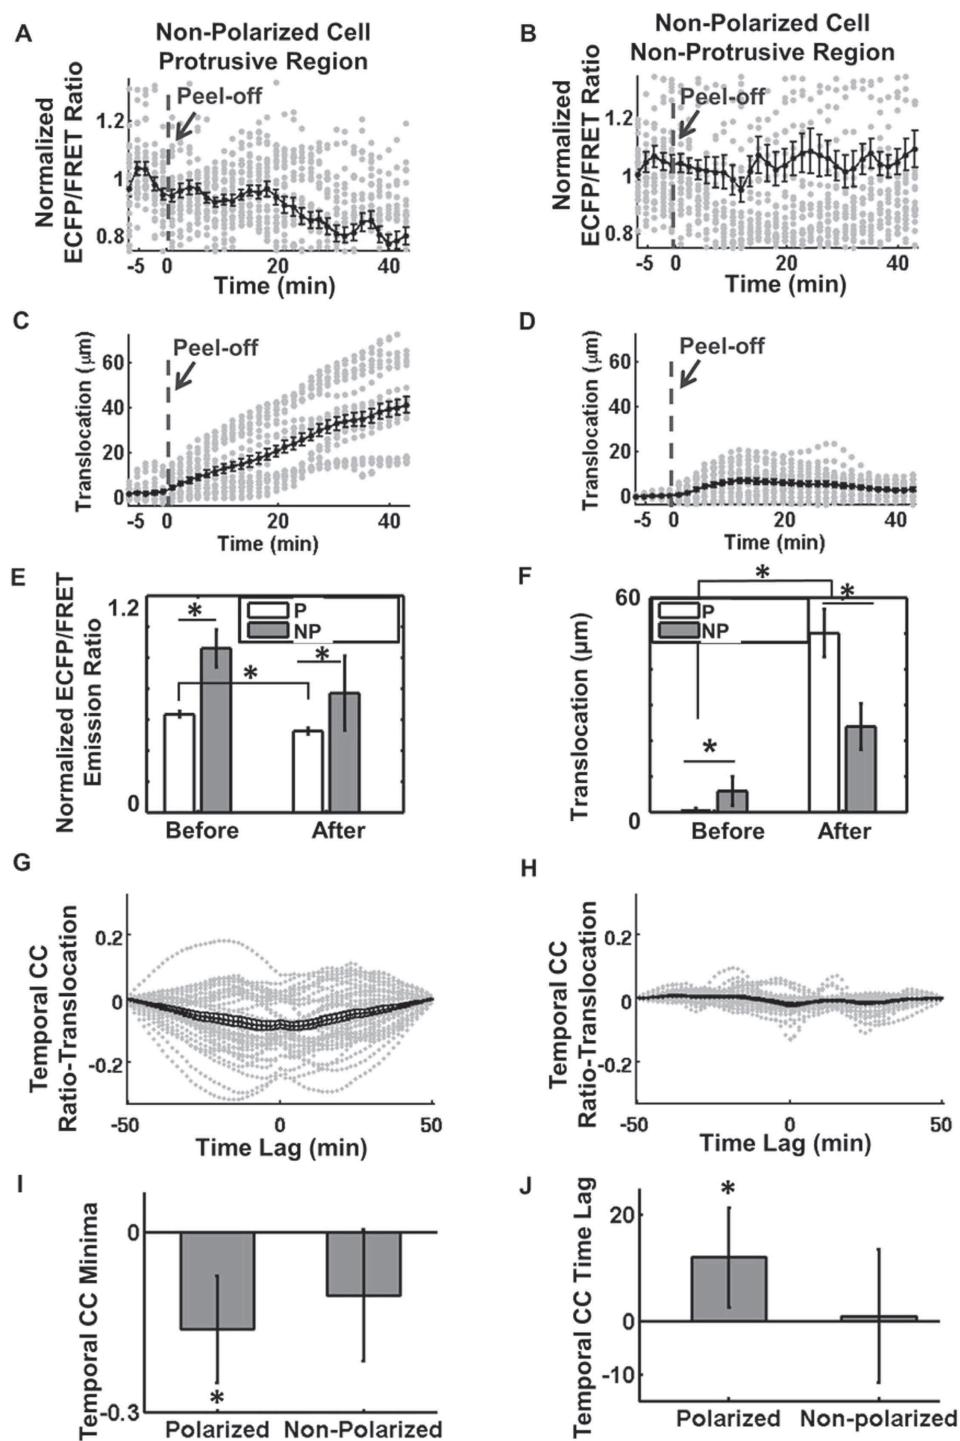 A
Non-Polarized Cell
Protrusive Region
Normalized
ECFP/FRET Ratio
Peel-off
1.2
1
0.8
-5 0 20 40
Time (min)
B
Non-Polarized Cell
Non-Protrusive Region
Normalized
ECFP/FRET Ratio
Peel-off
1.2
1
0.8
-5 0 20 40
Time (min)
C
Translocation (μm)
Peel-off
60
40
20
0
-5 0 20 40
Time (min)
D
Translocation (μm)
Peel-off
60
40
20
0
-5 0 20 40
Time (min)
E
Normalized ECFP/FRET
Emission Ratio
1.2
0
P
NP
*
*
*
Before After
F
Translocation (μm)
60
0
P
NP
*
*
*
Before After
G
Temporal CC
Ratio-Translocation
0.2
0
-0.2
-50 0 50
Time Lag (min)
H
Temporal CC
Ratio-Translocation
0.2
0
-0.2
-50 0 50
Time Lag (min)
I
Temporal CC Minima
0
-0.3
*
Polarized Non-Polarized
J
Temporal CC Time Lag
20
0
-10
*
Polarized Non-polarized